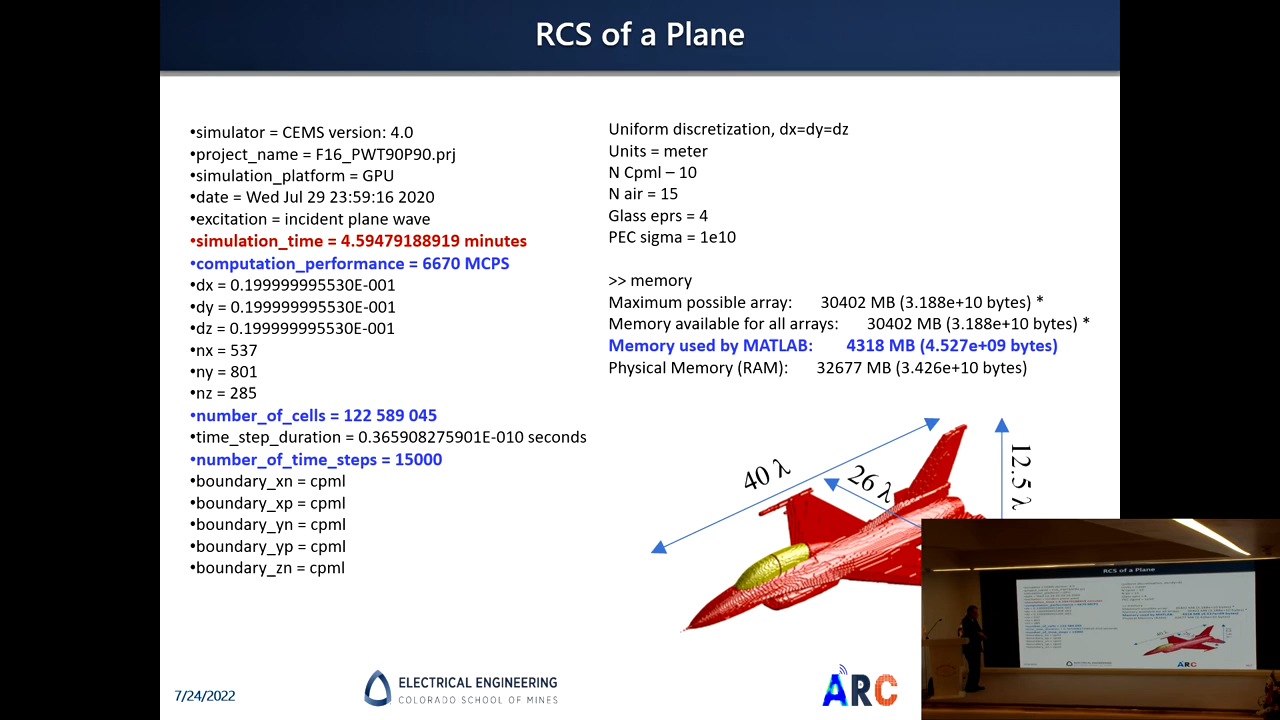 RCS of a Plane
•simulator = CEMS version: 4.0
•project_name = F16_PWT90P90.prj
•simulation_platform = GPU
•date = Wed Jul 29 23:59:16 2020
•excitation = incident plane wave
•simulation_time = 4.59479188919 minutes
•computation_performance = 6670 MCPS
•dx = 0.199999995530E-001
•dy = 0.199999995530E-001
•dz = 0.199999995530E-001
•nx = 537
•ny = 801
•nz = 285
•number_of_cells = 122 589 045
•time_step_duration = 0.365908275901E-010 seconds
•number_of_time_steps = 15000
•boundary_xn = cpml
•boundary_xp = cpml
•boundary_yn = cpml
•boundary_yp = cpml
•boundary_zn = cpml
Uniform discretization, dx=dy=dz
Units = meter
N Cpml – 10
N air = 15
Glass eprs = 4
PEC sigma = 1e10
>> memory
Maximum possible array: 30402 MB (3.188e+10 bytes) *
Memory available for all arrays: 30402 MB (3.188e+10 bytes) *
Memory used by MATLAB: 4318 MB (4.527e+09 bytes)
Physical Memory (RAM): 32677 MB (3.426e+10 bytes)
40 λ
26 λ
12.5 λ
RCS of a Plane
ARC
7/24/2022
ELECTRICAL ENGINEERING
COLORADO SCHOOL OF MINES
ARC